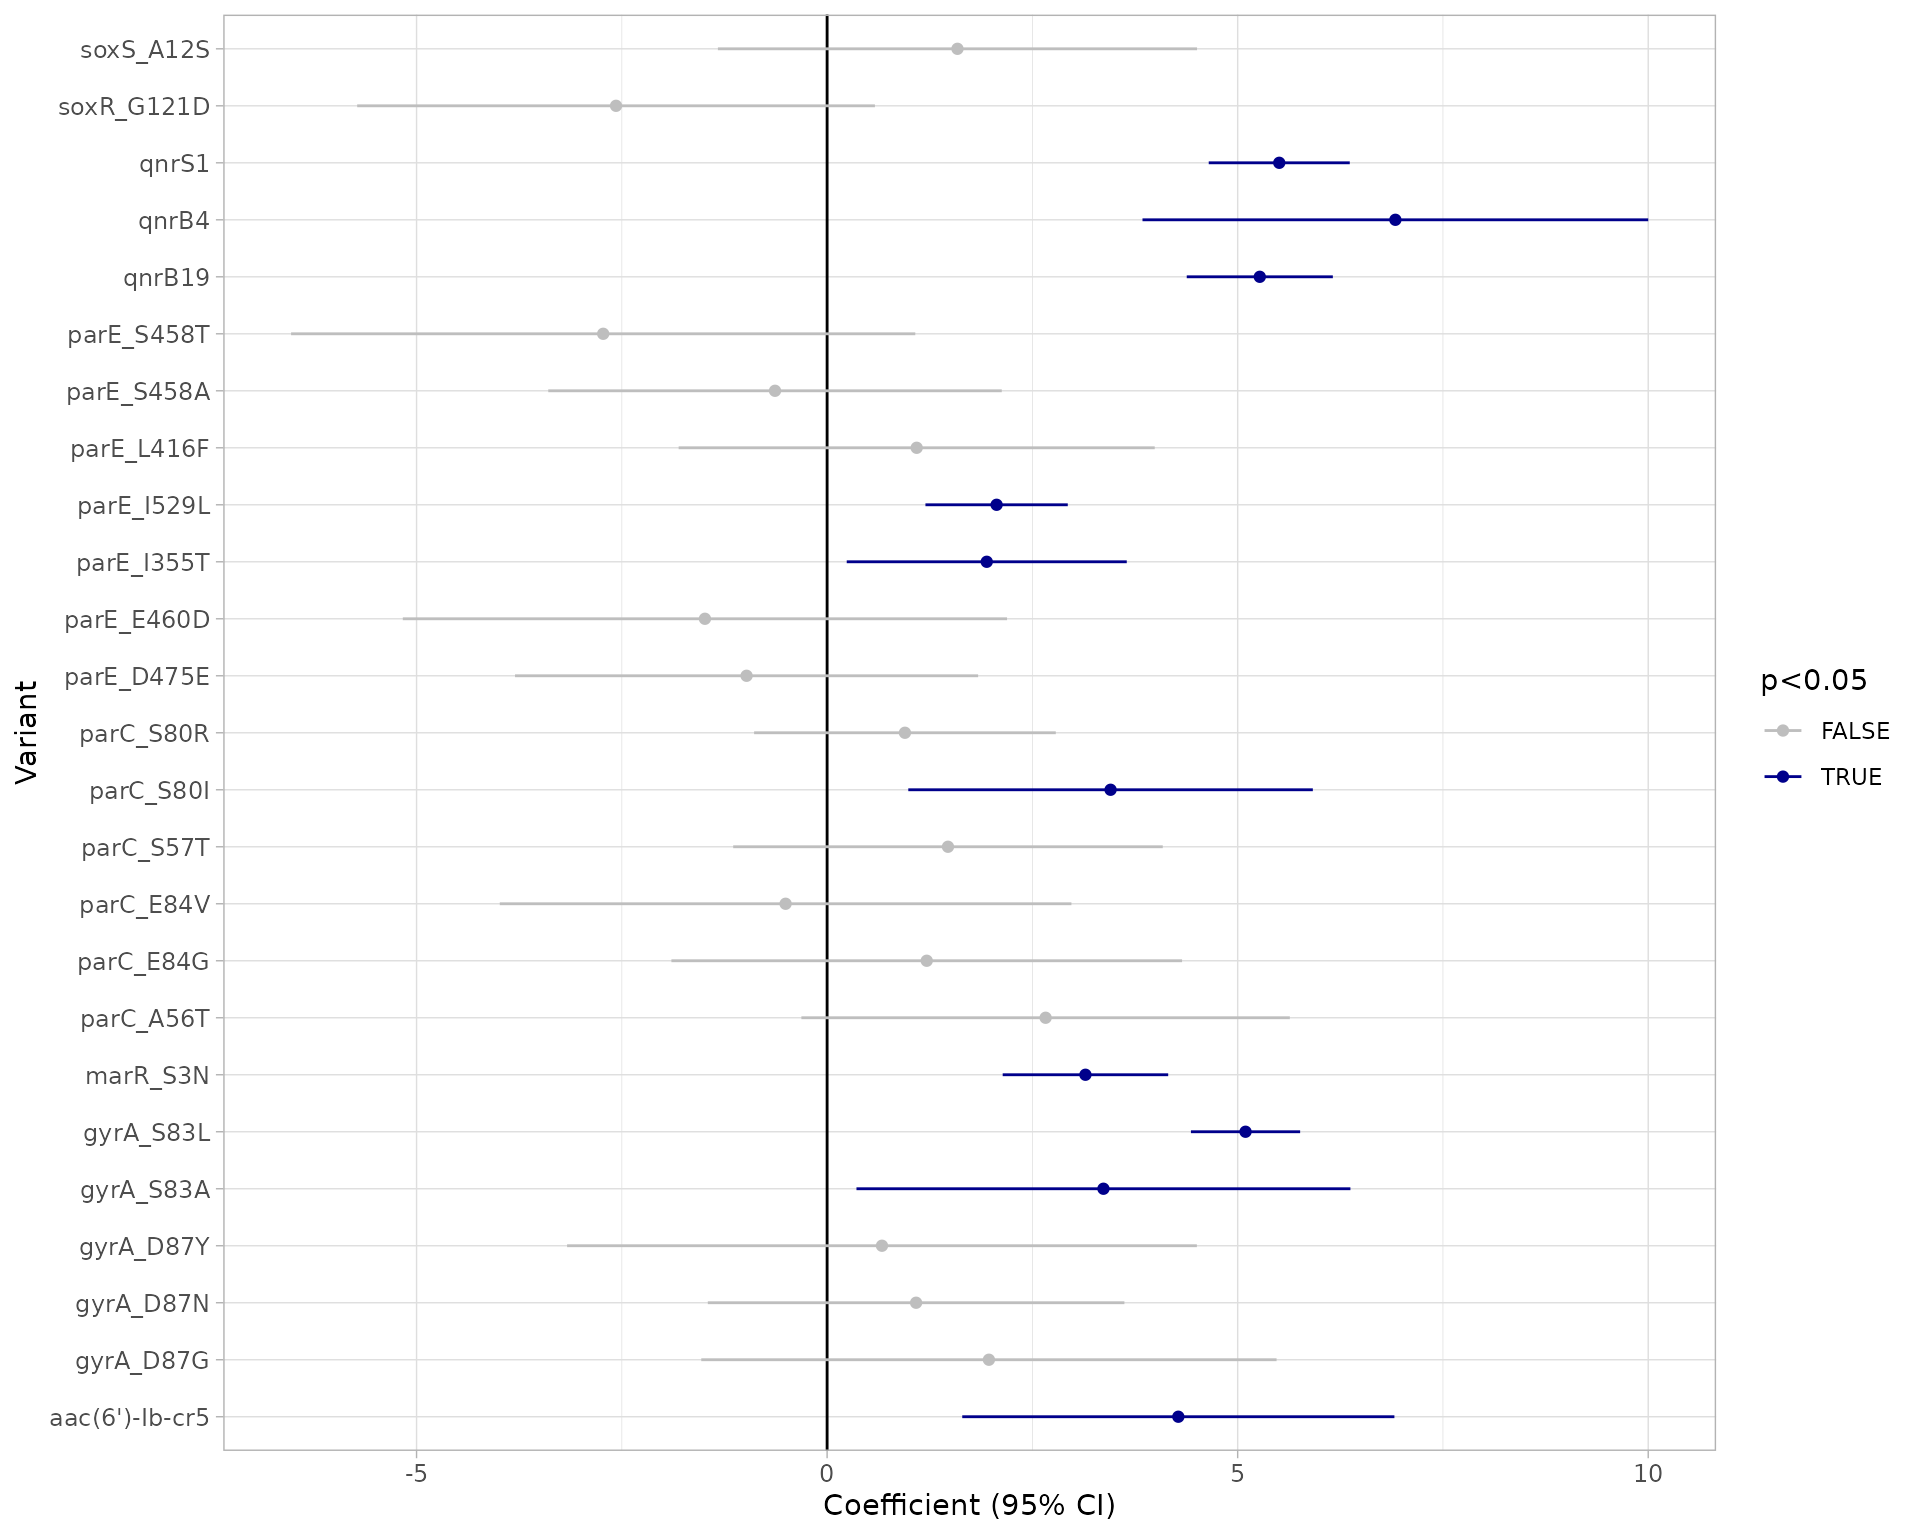 soxS_A12S
soxR_G121D
qnrS1
qnrB4
qnrB19
parE_S458T
parE_S458A
parE_L416F
parE_I529L
parE_I355T
parE_E460D
parE_D475E
parC_S80R
parC_S80I
parC_S57T
parC_E84V
parC_E84G
parC_A56T
marR_S3N
gyrA_S83L
gyrA_S83A
gyrA_D87Y
gyrA_D87N
gyrA_D87G
aac(6')-Ib-cr5
Variant
-5 0 5 10
Coefficient (95% CI)
p<0.05
FALSE
TRUE